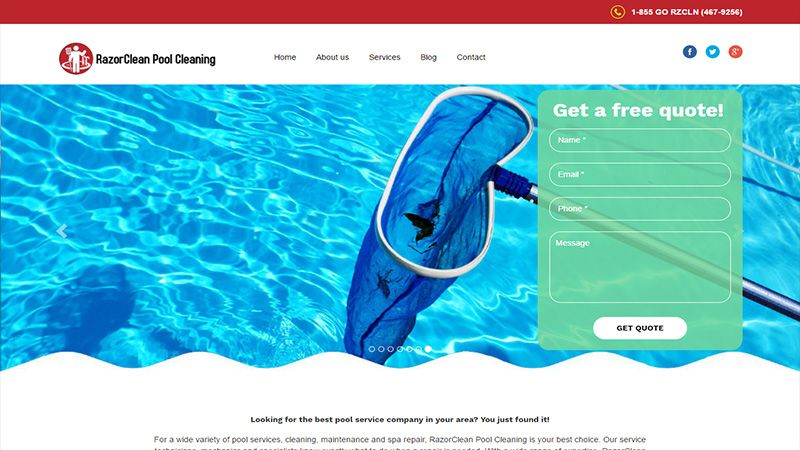 1-855 GO RZCLN (467-9256)
RazorClean Pool Cleaning
Home About us Services Blog Contact
Get a free quote!
Name *
Email *
Phone *
Message
GET QUOTE
Looking for the best pool service company in your area? You just found it!
For a wide variety of pool services, cleaning, maintenance and spa repair, RazorClean Pool Cleaning is your best choice. Our service